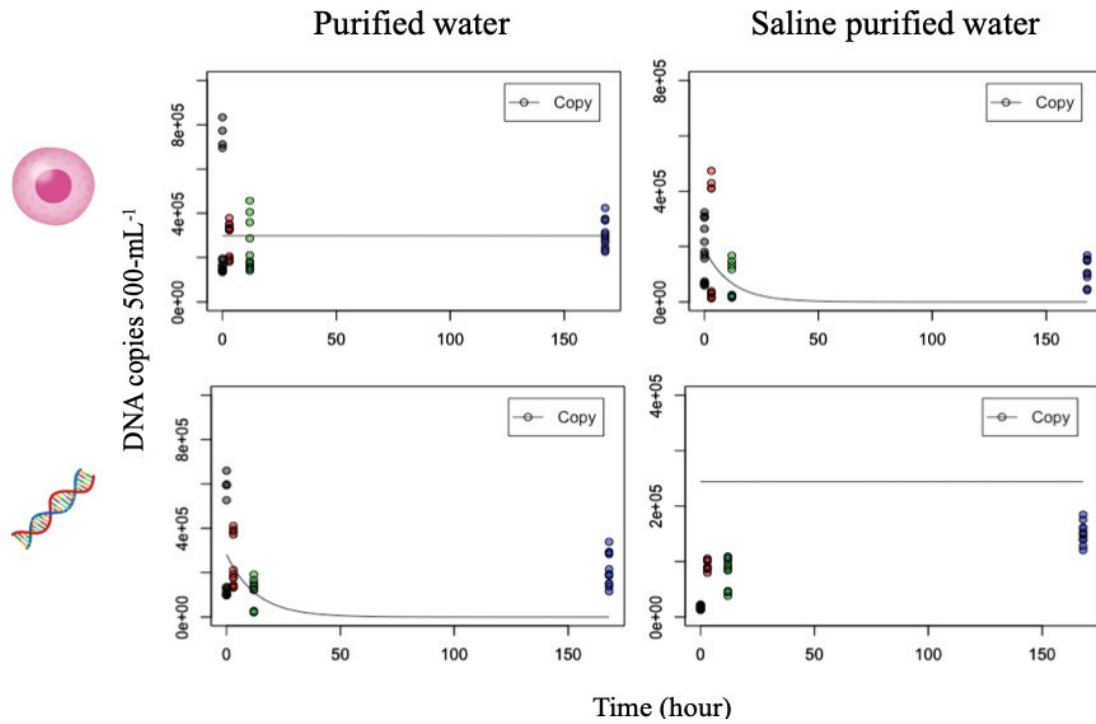 Purified water
Saline purified water
DNA copies 500-mL-1
8e+05
4e+05
0e+00
Copy
0 50 100 150
8e+05
4e+05
0e+00
Copy
0 50 100 150
8e+05
4e+05
0e+00
Copy
0 50 100 150
4e+05
2e+05
0e+00
Copy
0 50 100 150
Time (hour)